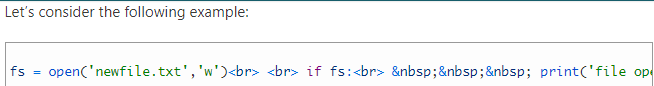 Let's consider the following example:
fs = open('newfile.txt','w')<br> <br> if fs:<br> &nbsp;&nbsp;&nbsp; print('file op